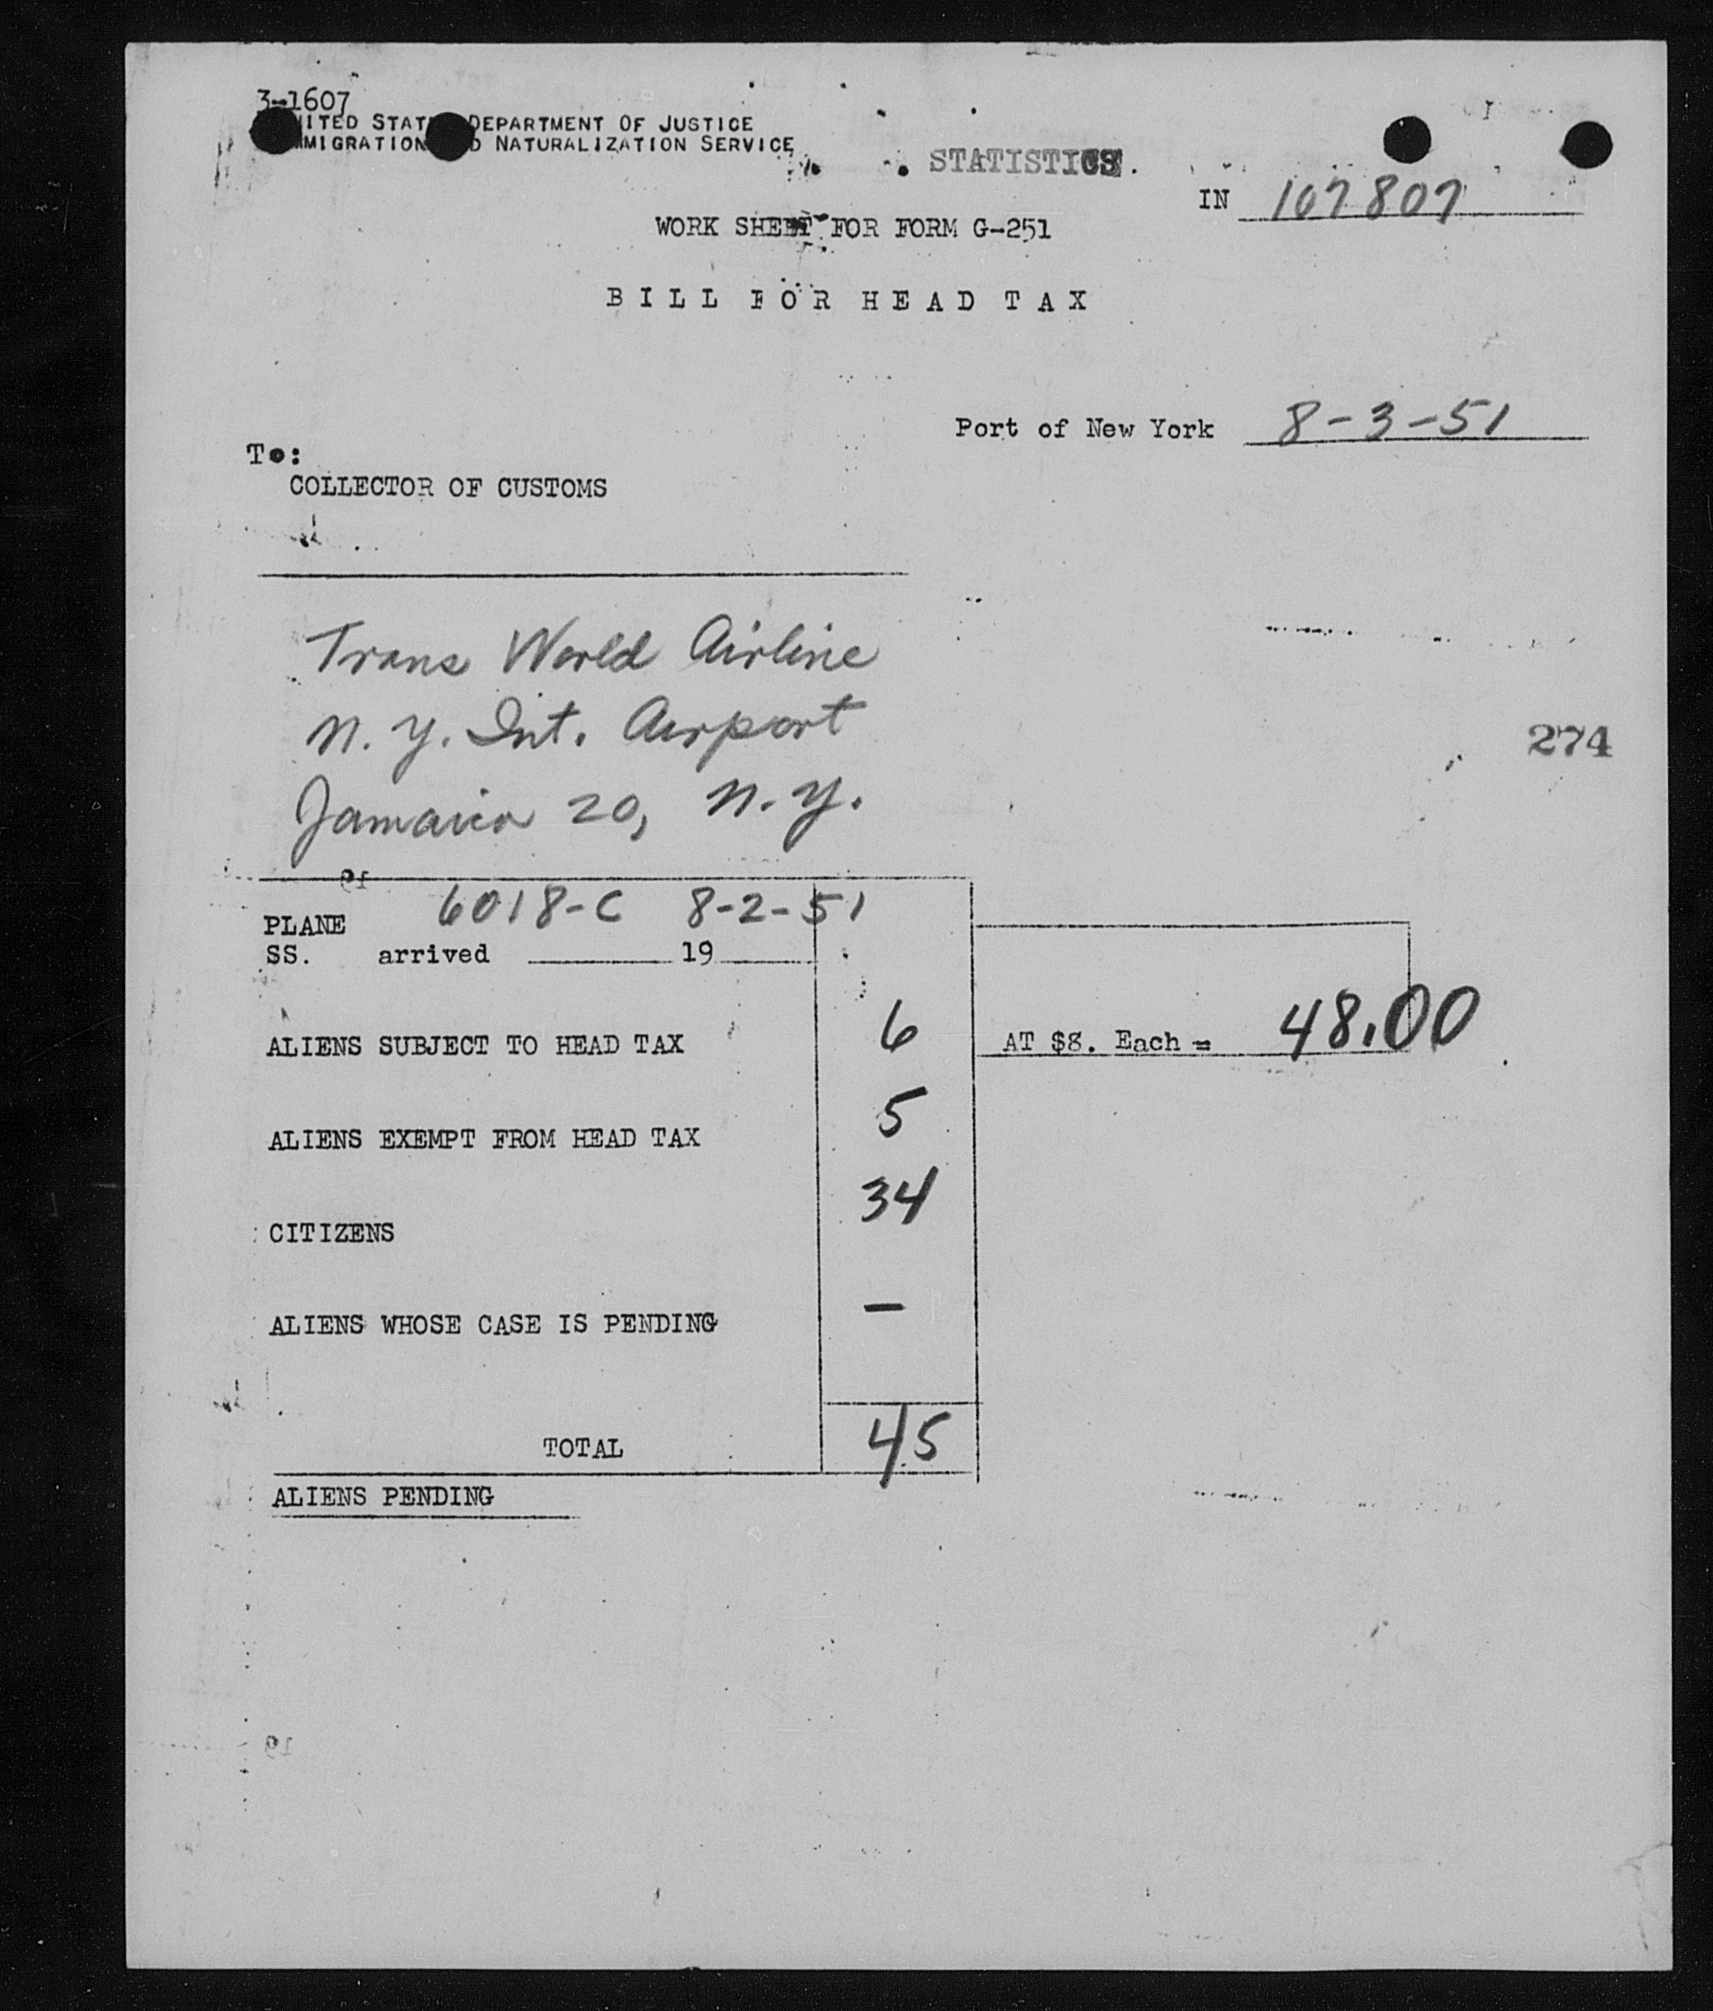 3-1607
UNITED STATES DEPARTMENT OF JUSTICE
IMMIGRATION AND NATURALIZATION SERVICE
STATISTICS
IN 167807
WORK SHEET FOR FORM G-251
BILL FOR HEAD TAX
Port of New York 8-3-51
To:
COLLECTOR OF CUSTOMS
Trans World Airline
N. Y. Int. Airport
274
Jamaica 20, N.Y.
6018-C 8-2-51
PLANE
SS. arrived 19
ALIENS SUBJECT TO HEAD TAX 6 AT $8. Each = 48.00
ALIENS EXEMPT FROM HEAD TAX 5
CITIZENS 34
ALIENS WHOSE CASE IS PENDING —
TOTAL 45
ALIENS PENDING